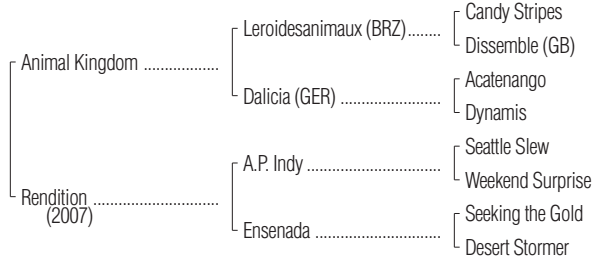 Candy Stripes
Leroidesanimaux (BRZ)........
Dissemble (GB)
Animal Kingdom ..................
Acatenango
Dalicia (GER) ........................
Dynamis
Seattle Slew
A.P. Indy ................................
Weekend Surprise
Rendition ..............................
(2007)
Seeking the Gold
Ensenada ..............................
Desert Stormer